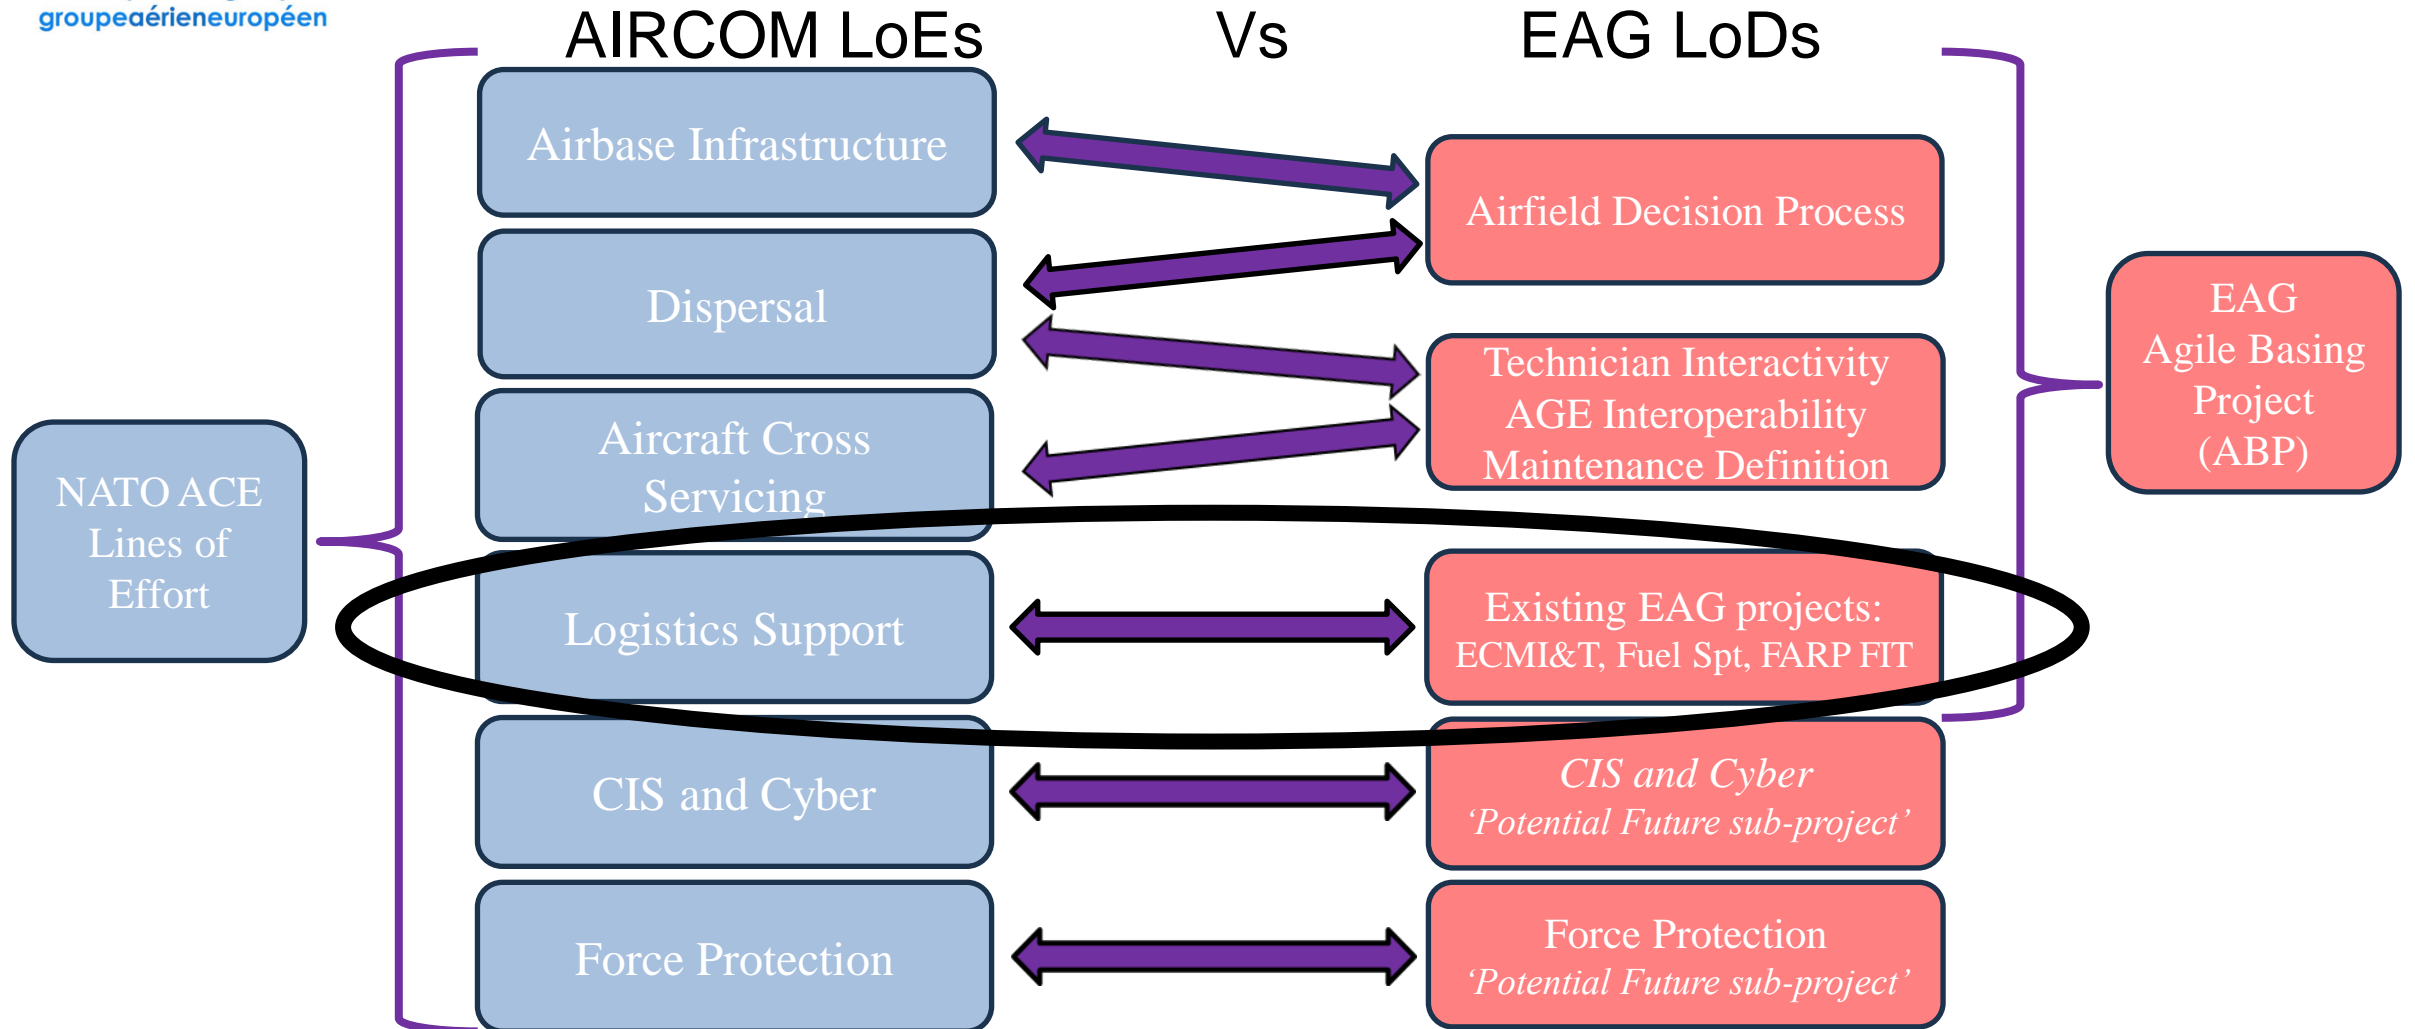 groupeaérieneuropéen
AIRCOM LoEs Vs EAG LoDs
Airbase Infrastructure
Airfield Decision Process
Dispersal
Technician Interactivity
AGE Interoperability
Maintenance Definition
Aircraft Cross
Servicing
EAG
Agile Basing
Project
(ABP)
NATO ACE
Lines of
Effort
Logistics Support
Existing EAG projects:
ECMI&T, Fuel Spt, FARP FIT
CIS and Cyber
CIS and Cyber
‘Potential Future sub-project’
Force Protection
Force Protection
‘Potential Future sub-project’